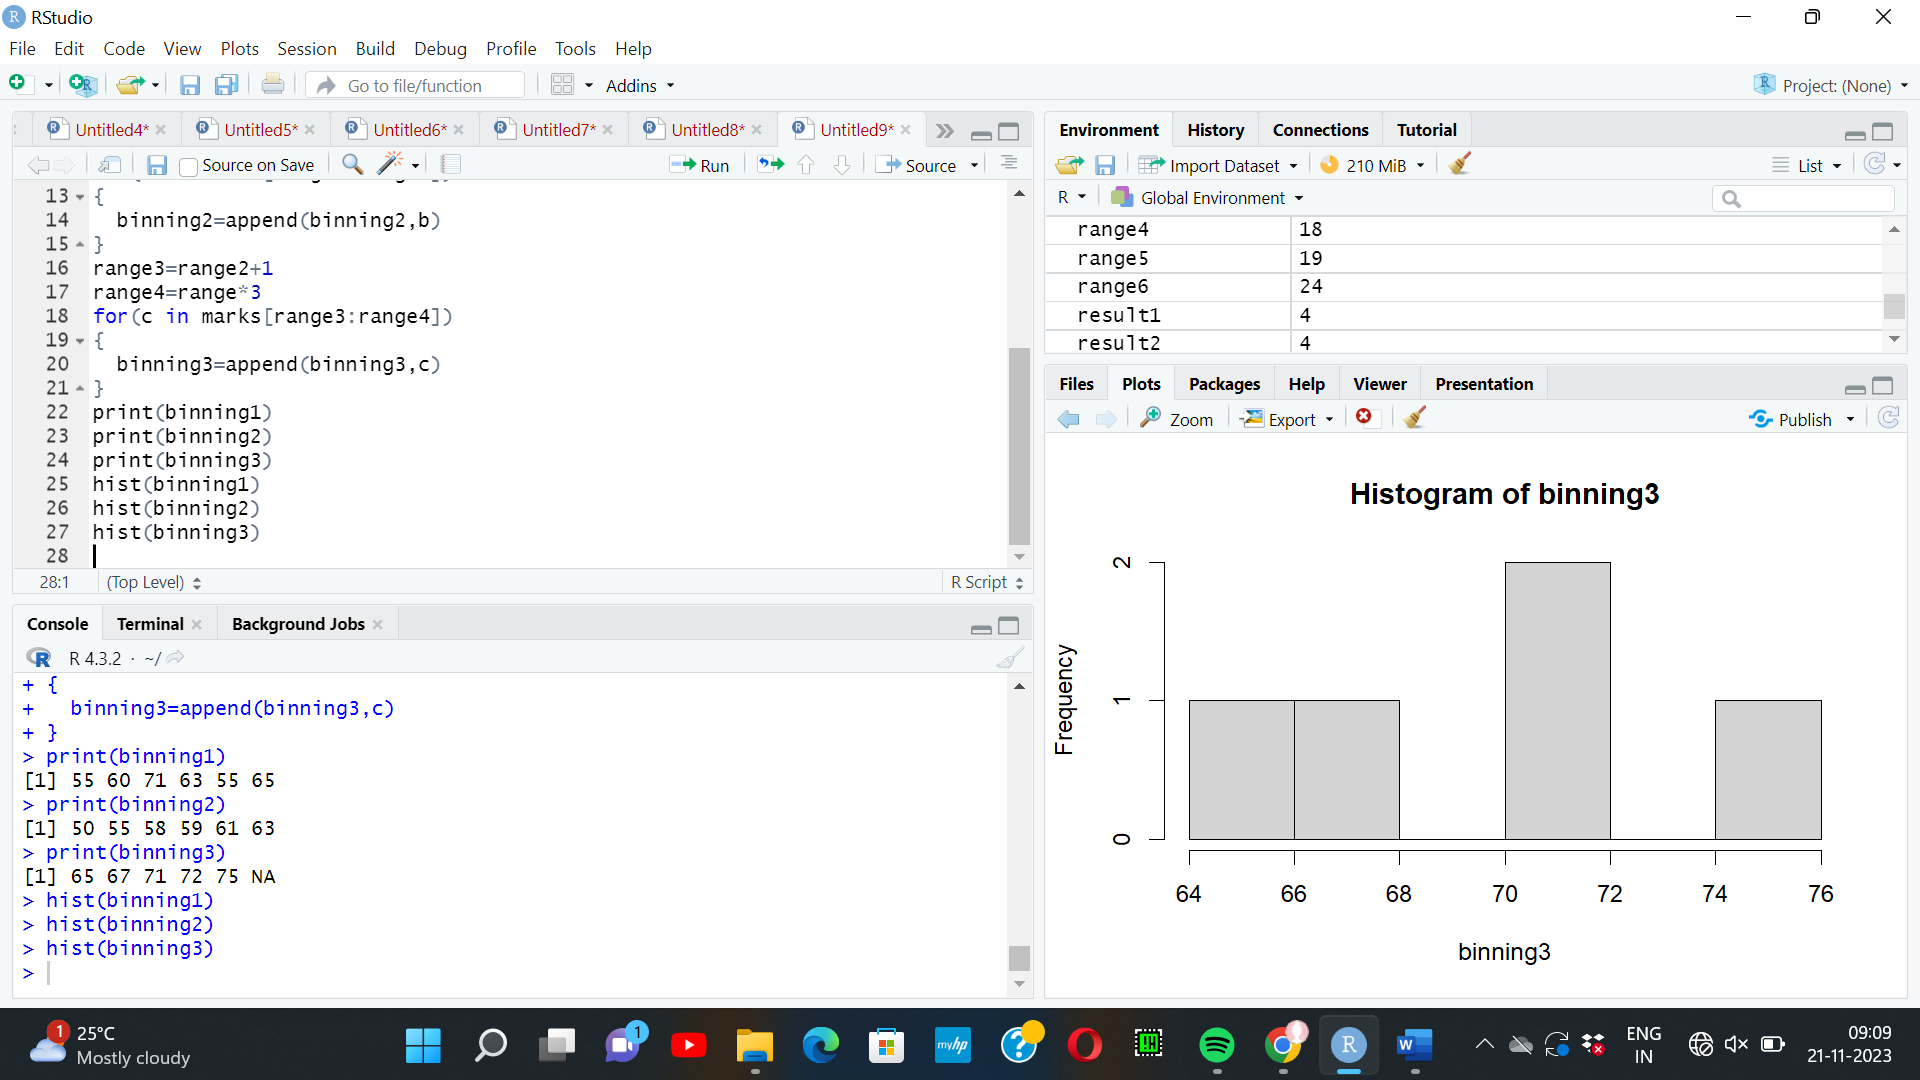 RStudio
File Edit Code View Plots Session Build Debug Profile Tools Help
Go to file/function Addins Project: (None)
Untitled4* Untitled5* Untitled6* Untitled7* Untitled8* Untitled9*
Source on Save Run Source
13 {
14 binning2=append(binning2,b)
15 }
16 range3=range2+1
17 range4=range*3
18 for(c in marks[range3:range4])
19 {
20 binning3=append(binning3,c)
21 }
22 print(binning1)
23 print(binning2)
24 print(binning3)
25 hist(binning1)
26 hist(binning2)
27 hist(binning3)
28
28:1 (Top Level) R Script
Console Terminal Background Jobs
R 4.3.2 · ~/
+ {
+ binning3=append(binning3,c)
+ }
> print(binning1)
[1] 55 60 71 63 55 65
> print(binning2)
[1] 50 55 58 59 61 63
> print(binning3)
[1] 65 67 71 72 75 NA
> hist(binning1)
> hist(binning2)
> hist(binning3)
>
Environment History Connections Tutorial
Import Dataset 210 MiB List
R Global Environment
range4 18
range5 19
range6 24
result1 4
result2 4
Files Plots Packages Help Viewer Presentation
Zoom Export Publish
Histogram of binning3
Frequency
2
1
0
64 66 68 70 72 74 76
binning3
1 25°C
Mostly cloudy
1
myhp
ENG
IN
09:09
21-11-2023